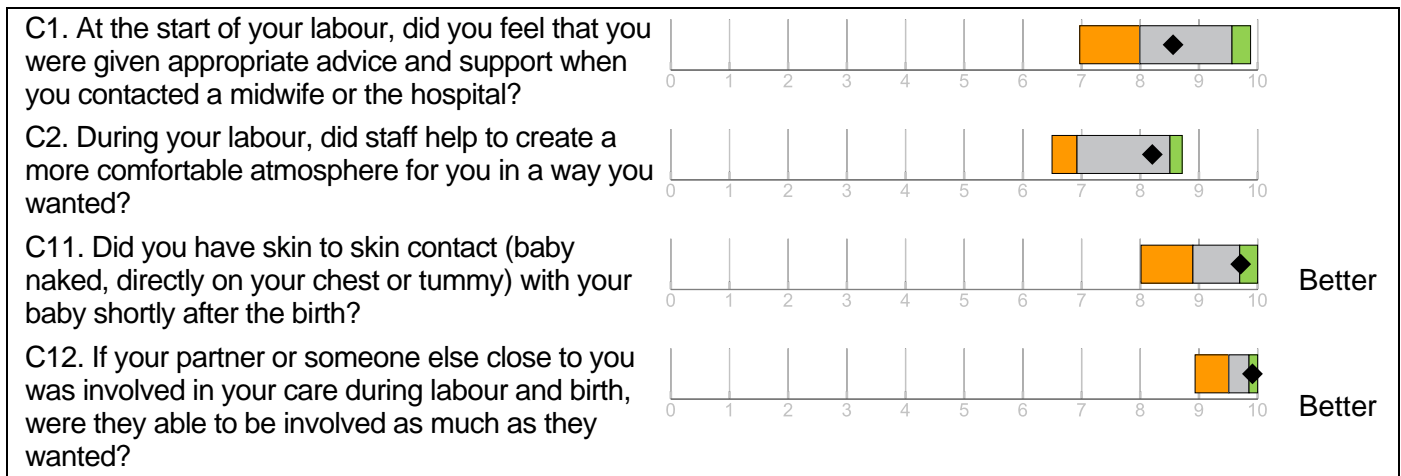 C1. At the start of your labour, did you feel that you
were given appropriate advice and support when
you contacted a midwife or the hospital?
0 1 2 3 4 5 6 7 8 9 10
C2. During your labour, did staff help to create a
more comfortable atmosphere for you in a way you
wanted?
0 1 2 3 4 5 6 7 8 9 10
C11. Did you have skin to skin contact (baby
naked, directly on your chest or tummy) with your
baby shortly after the birth?
0 1 2 3 4 5 6 7 8 9 10
Better
C12. If your partner or someone else close to you
was involved in your care during labour and birth,
were they able to be involved as much as they
wanted?
0 1 2 3 4 5 6 7 8 9 10
Better